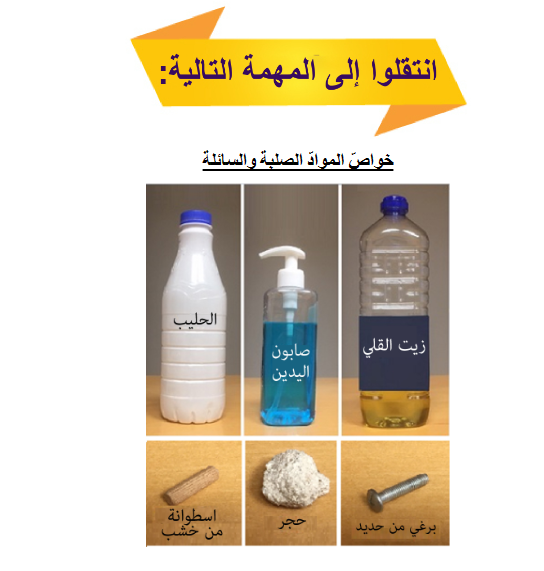 انتقلوا إلى المهمة التالية:
خواصّ الموادّ الصلبة والسائلة
الحليب
صابون
اليدين
زيت القلي
اسطوانة
من خشب
حجر
برغي من حديد